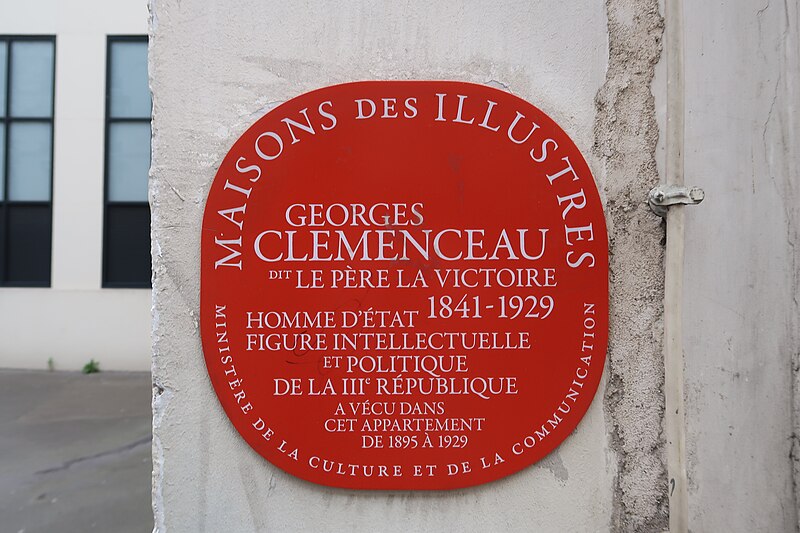 MAISONS DES ILLUSTRES
GEORGES
CLEMENCEAU
DIT LE PÈRE LA VICTOIRE
1841-1929
HOMME D'ÉTAT
FIGURE INTELLECTUELLE
ET POLITIQUE
DE LA IIIᵉ RÉPUBLIQUE
A VÉCU DANS
CET APPARTEMENT
DE 1895 À 1929
MINISTÈRE DE LA CULTURE ET DE LA COMMUNICATION